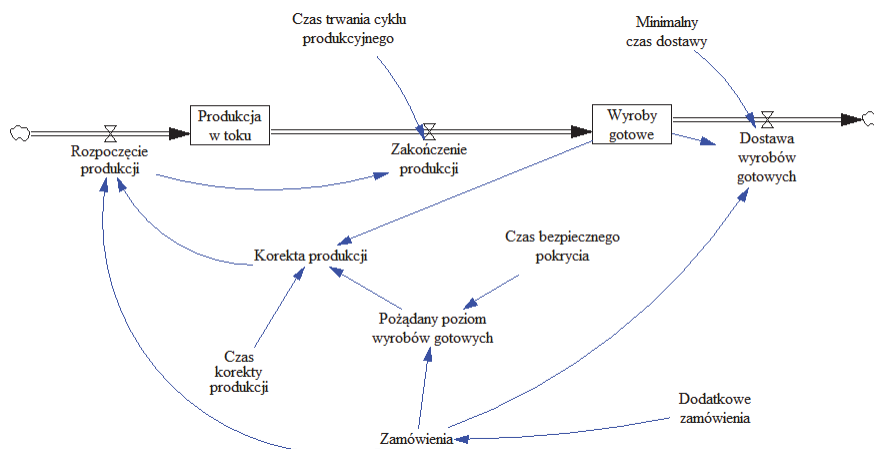 Czas trwania cyklu
produkcyjnego
Minimalny
czas dostawy
Produkcja
w toku
Wyroby
gotowe
Rozpoczęcie
produkcji
Zakończenie
produkcji
Dostawa
wyrobów
gotowych
Korekta produkcji
Czas bezpiecznego
pokrycia
Pożądany poziom
wyrobów gotowych
Czas
korekty
produkcji
Dodatkowe
zamówienia
Zamówienia